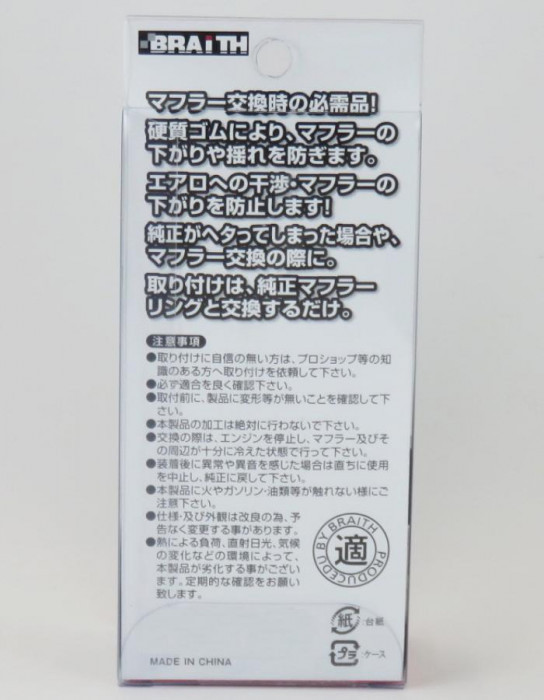 BRAiTH
マフラー交換時の必需品!
硬質ゴムにより、マフラーの
下がりや揺れを防ぎます。
エアロへの干渉・マフラーの
下がりを防止します!
純正がヘタってしまった場合や、
マフラー交換の際に。
取り付けは、純正マフラー
リングと交換するだけ。
注意事項
●取り付けに自信の無い方は、プロショップ等の知
識のある方へ取り付けを依頼して下さい。
●必ず適合を良く確認下さい。
●取付前に、製品に変形等が無いことを確認して下
さい。
●本製品の加工は絶対に行わないで下さい。
●交換の際は、エンジンを停止し、マフラー及びそ
の周辺が十分に冷えた状態で行って下さい。
●装着後に異常や異音を感じた場合は直ちに使用
を中止し、純正に戻して下さい。
●本製品に火やガソリン・油類等が触れない様にご
注意下さい。
●仕様・及び外観は改良の為、予
告なく変更する事があります。
●熱による負荷、直射日光、気候
の変化などの環境によって、
本製品が劣化する事がござい
ます。定期的な確認をお願い
致します。
PRODUCEDU BY BRAITH
適
紙 台紙
プラ ケース
MADE IN CHINA